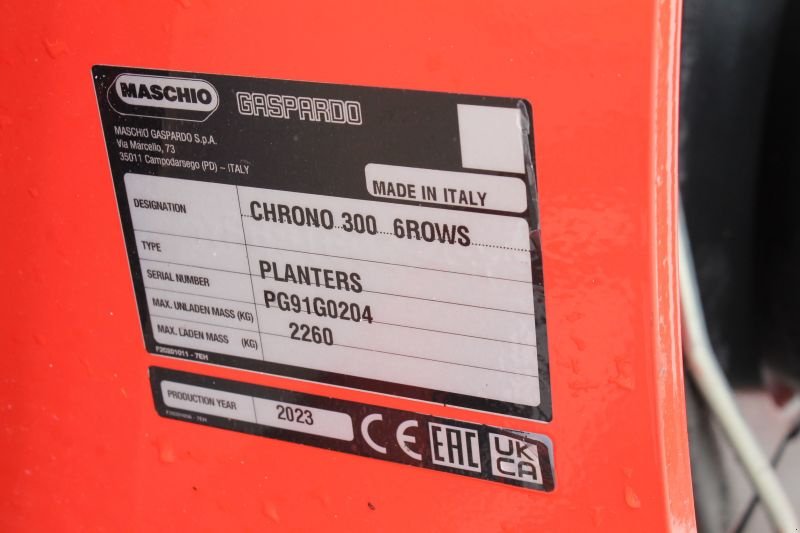 MASCHIO GASPARDO
MASCHIO GASPARDO S.p.A.
Via Marcello, 73
35011 Campodarsego (PD) – ITALY
MADE IN ITALY
DESIGNATION CHRONO 300 6ROWS
TYPE
PLANTERS
SERIAL NUMBER PG91G0204
MAX. UNLADEN MASS (KG) 2260
MAX. LADEN MASS (KG)
F20201011 - 7EH
PRODUCTION YEAR 2023
CE EAC UK CA